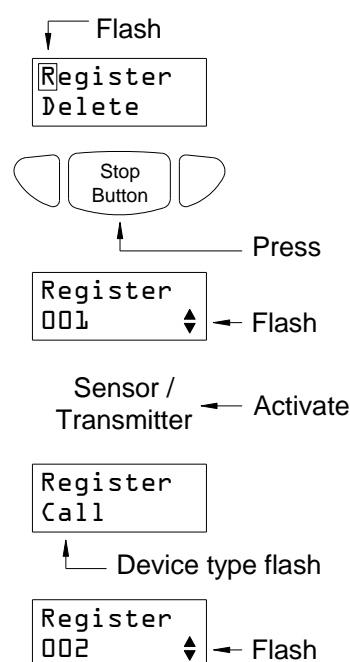 Flash
Register
Delete
Stop
Button
Press
Register
001
Flash
Sensor /
Transmitter
Activate
Register
Call
Device type flash
Register
002
Flash